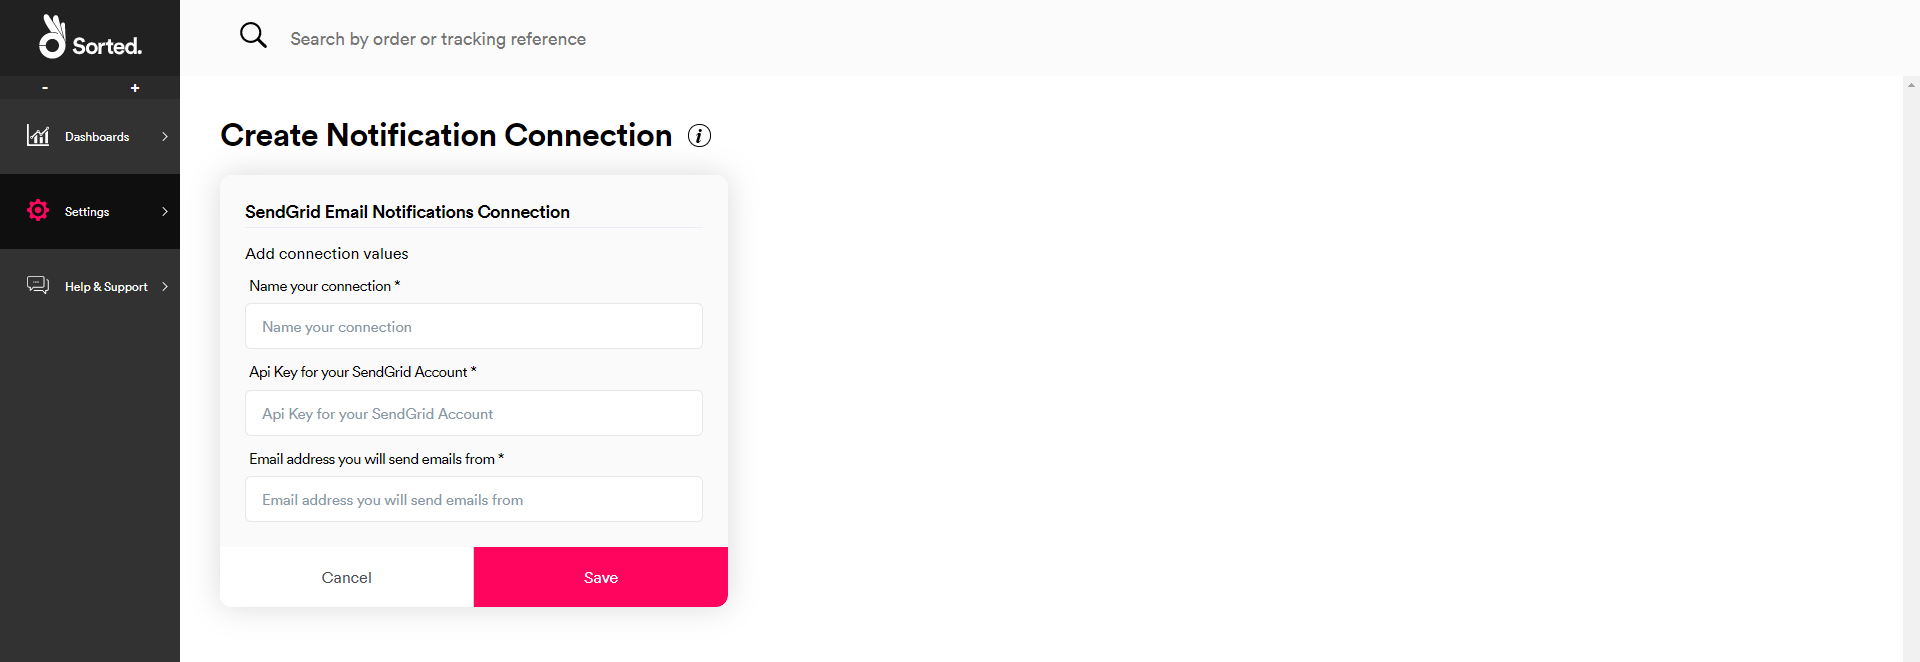 Sorted.
- +
Dashboards
Settings
Help & Support
Search by order or tracking reference
Create Notification Connection i
SendGrid Email Notifications Connection
Add connection values
Name your connection *
Name your connection
Api Key for your SendGrid Account *
Api Key for your SendGrid Account
Email address you will send emails from *
Email address you will send emails from
Cancel
Save